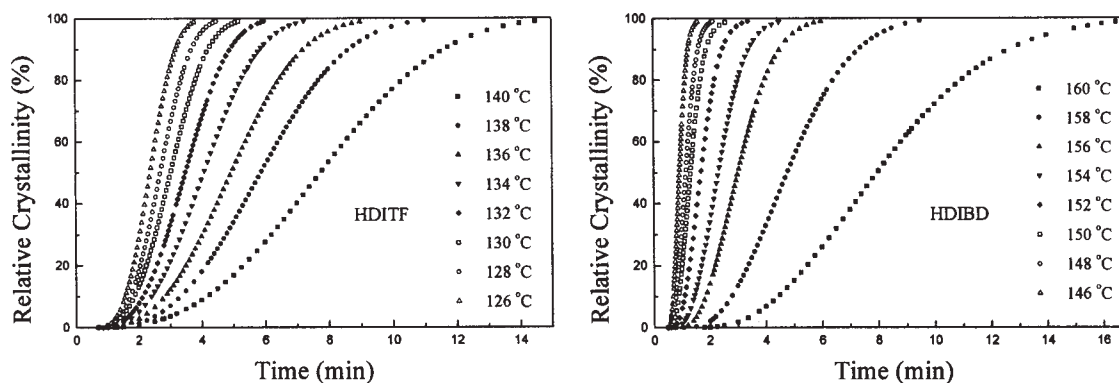 Relative Crystallinity (%)
100
80
60
40
20
0
140 °C
138 °C
136 °C
134 °C
132 °C
130 °C
128 °C
126 °C
HDITF
2 4 6 8 10 12 14
Time (min)
Relative Crystallinity (%)
100
80
60
40
20
0
160 °C
158 °C
156 °C
154 °C
152 °C
150 °C
148 °C
146 °C
HDIBD
0 2 4 6 8 10 12 14 16
Time (min)